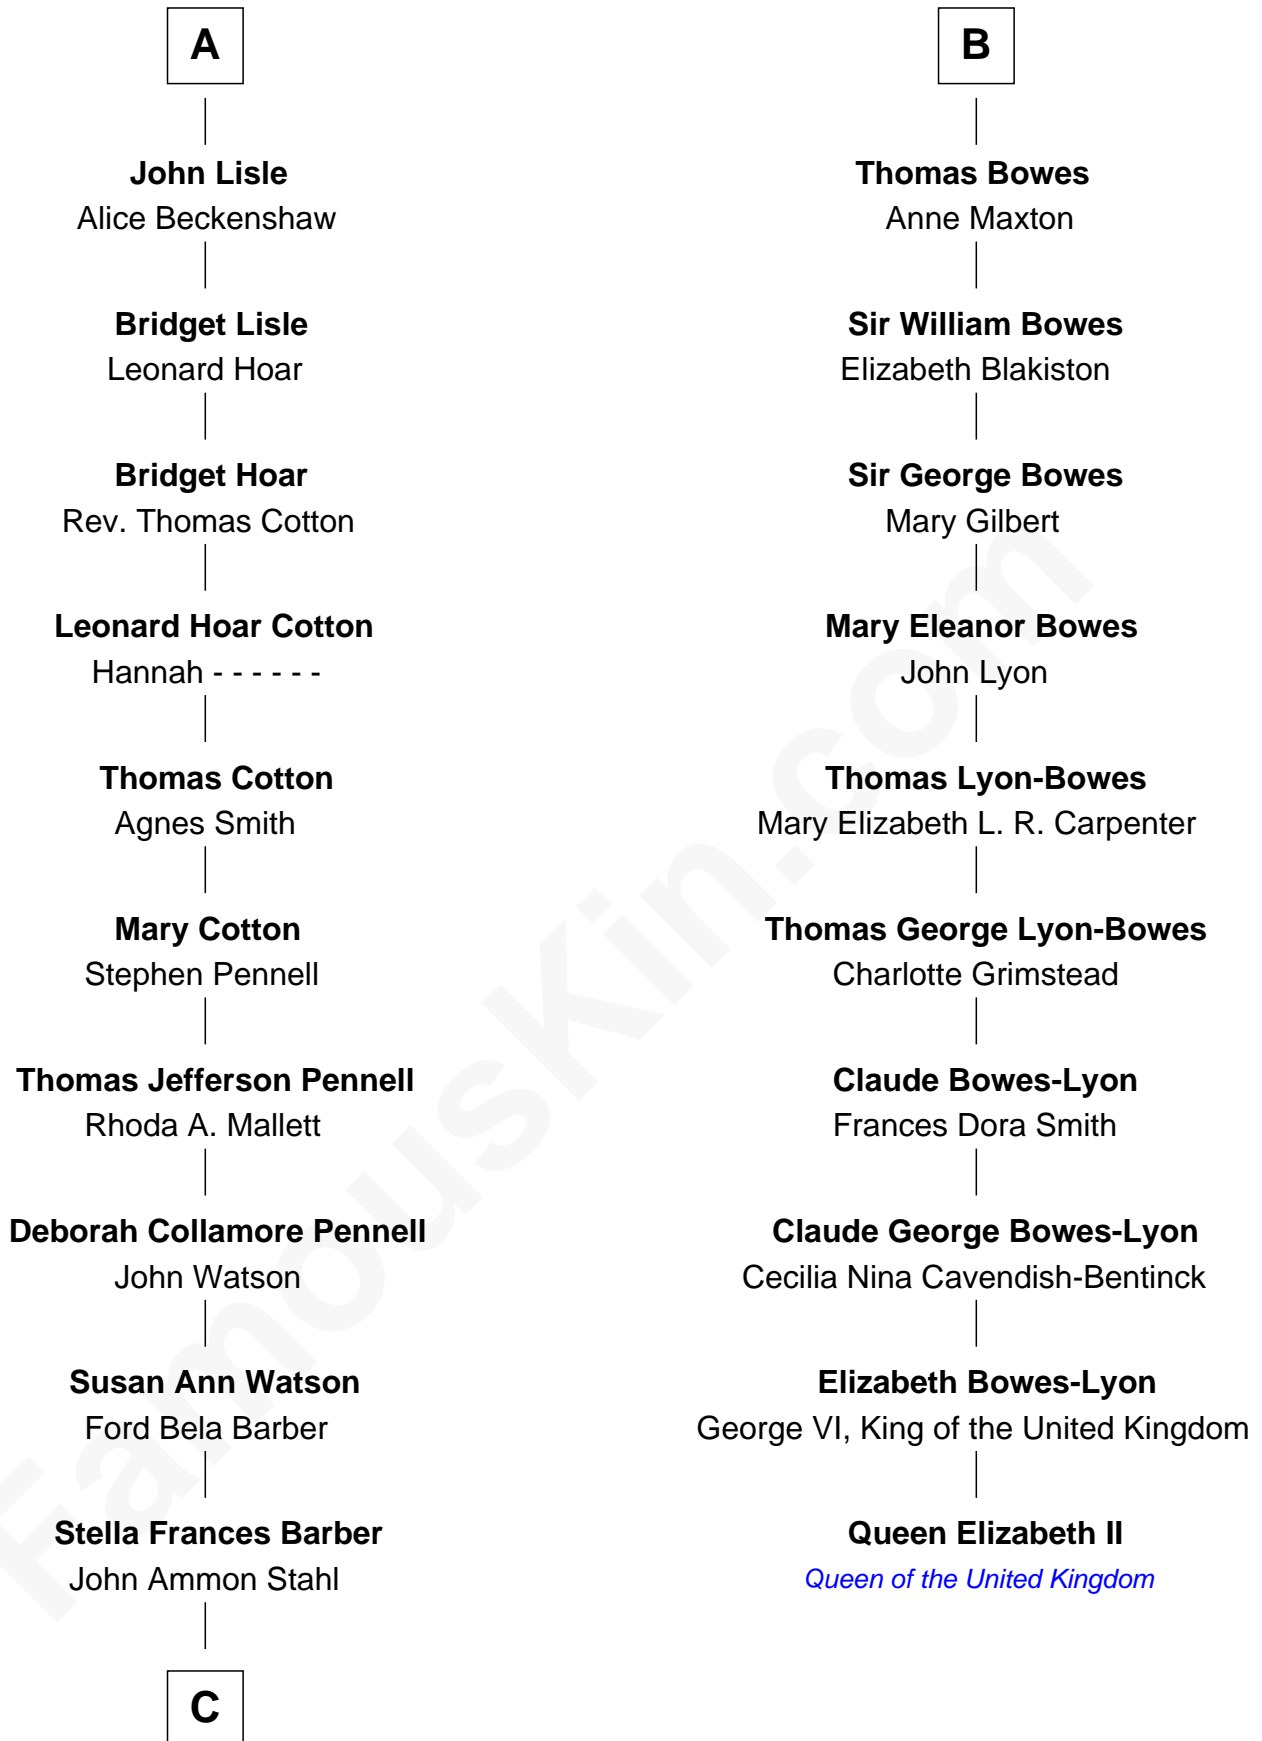 A
John Lisle
Alice Beckenshaw
Bridget Lisle
Leonard Hoar
Bridget Hoar
Rev. Thomas Cotton
Leonard Hoar Cotton
Hannah - - - - - -
Thomas Cotton
Agnes Smith
Mary Cotton
Stephen Pennell
Thomas Jefferson Pennell
Rhoda A. Mallett
Deborah Collamore Pennell
John Watson
Susan Ann Watson
Ford Bela Barber
Stella Frances Barber
John Ammon Stahl
C
B
Thomas Bowes
Anne Maxton
Sir William Bowes
Elizabeth Blakiston
Sir George Bowes
Mary Gilbert
Mary Eleanor Bowes
John Lyon
Thomas Lyon-Bowes
Mary Elizabeth L. R. Carpenter
Thomas George Lyon-Bowes
Charlotte Grimstead
Claude Bowes-Lyon
Frances Dora Smith
Claude George Bowes-Lyon
Cecilia Nina Cavendish-Bentinck
Elizabeth Bowes-Lyon
George VI, King of the United Kingdom
Queen Elizabeth II
Queen of the United Kingdom
FamousKin.com